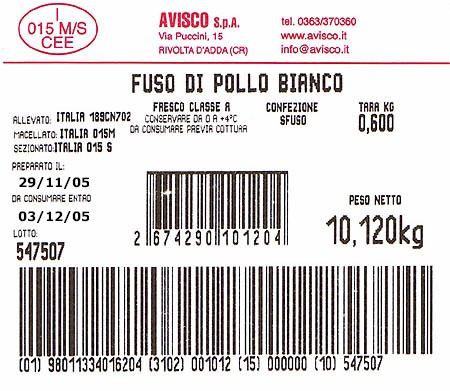 I
015 M/S
CEE
AVISCO S.p.A.
Via Puccini, 15
RIVOLTA D'ADDA (CR)
tel. 0363/370360
www.avisco.it
info@avisco.it
FUSO DI POLLO BIANCO
ALLEVATO: ITALIA 189CN702
MACELLATO: ITALIA 015M
SEZIONATO: ITALIA 015 S
FRESCO CLASSE A
CONSERVARE DA 0 A +4°C
DA CONSUMARE PREVIA COTTURA
CONFEZIONE
SFUSO
TARA KG
0,600
PREPARATO IL:
29/11/05
DA CONSUMARE ENTRO
03/12/05
LOTTO:
547507
2 674290 101204
PESO NETTO
10,120kg
(01) 98011334016204 (3102) 001012 (15) 000000 (10) 547507